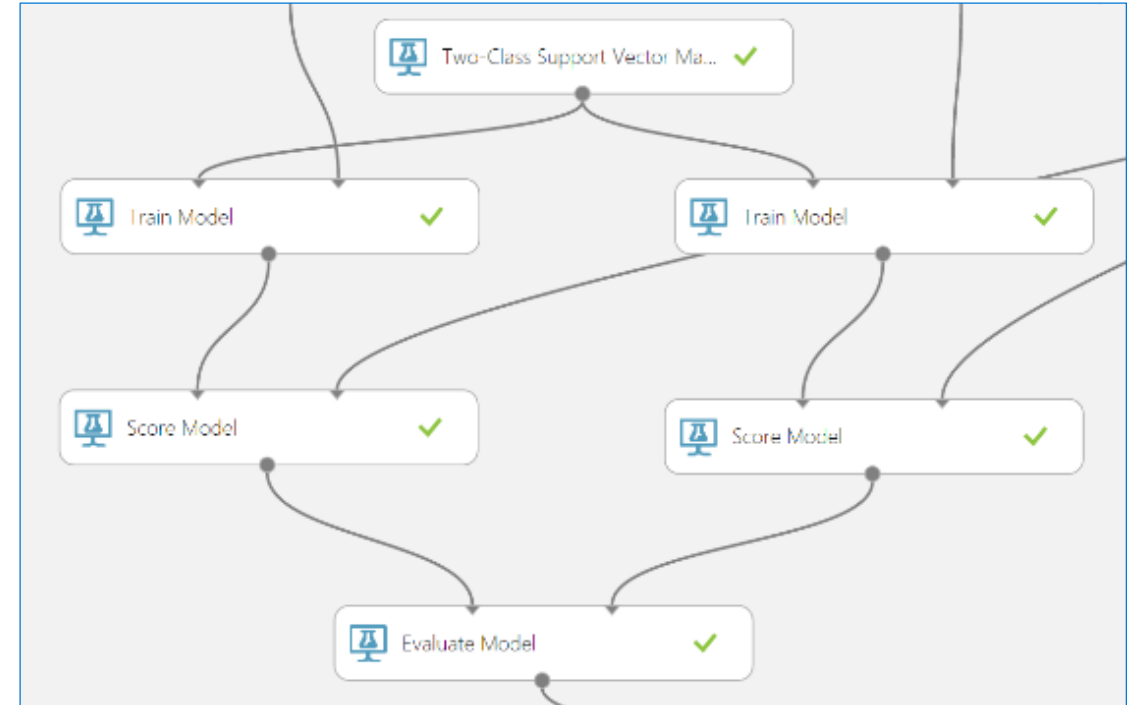 Two-Class Support Vector Ma...
Train Model
Train Model
Score Model
Score Model
Evaluate Model